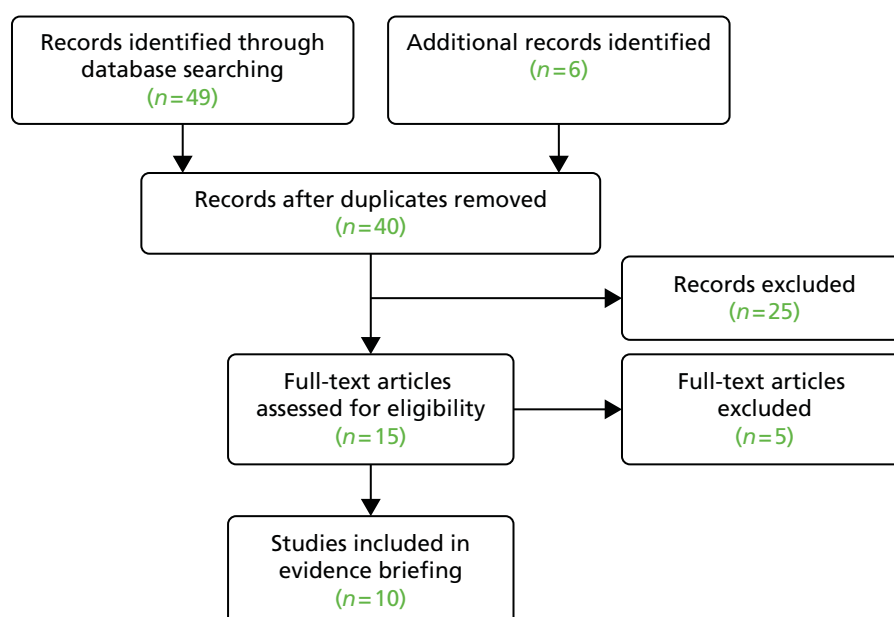 Records identified through
database searching
(n=49)
Additional records identified
(n=6)
Records after duplicates removed
(n=40)
Records excluded
(n=25)
Full-text articles
assessed for eligibility
(n=15)
Full-text articles
excluded
(n=5)
Studies included in
evidence briefing
(n=10)